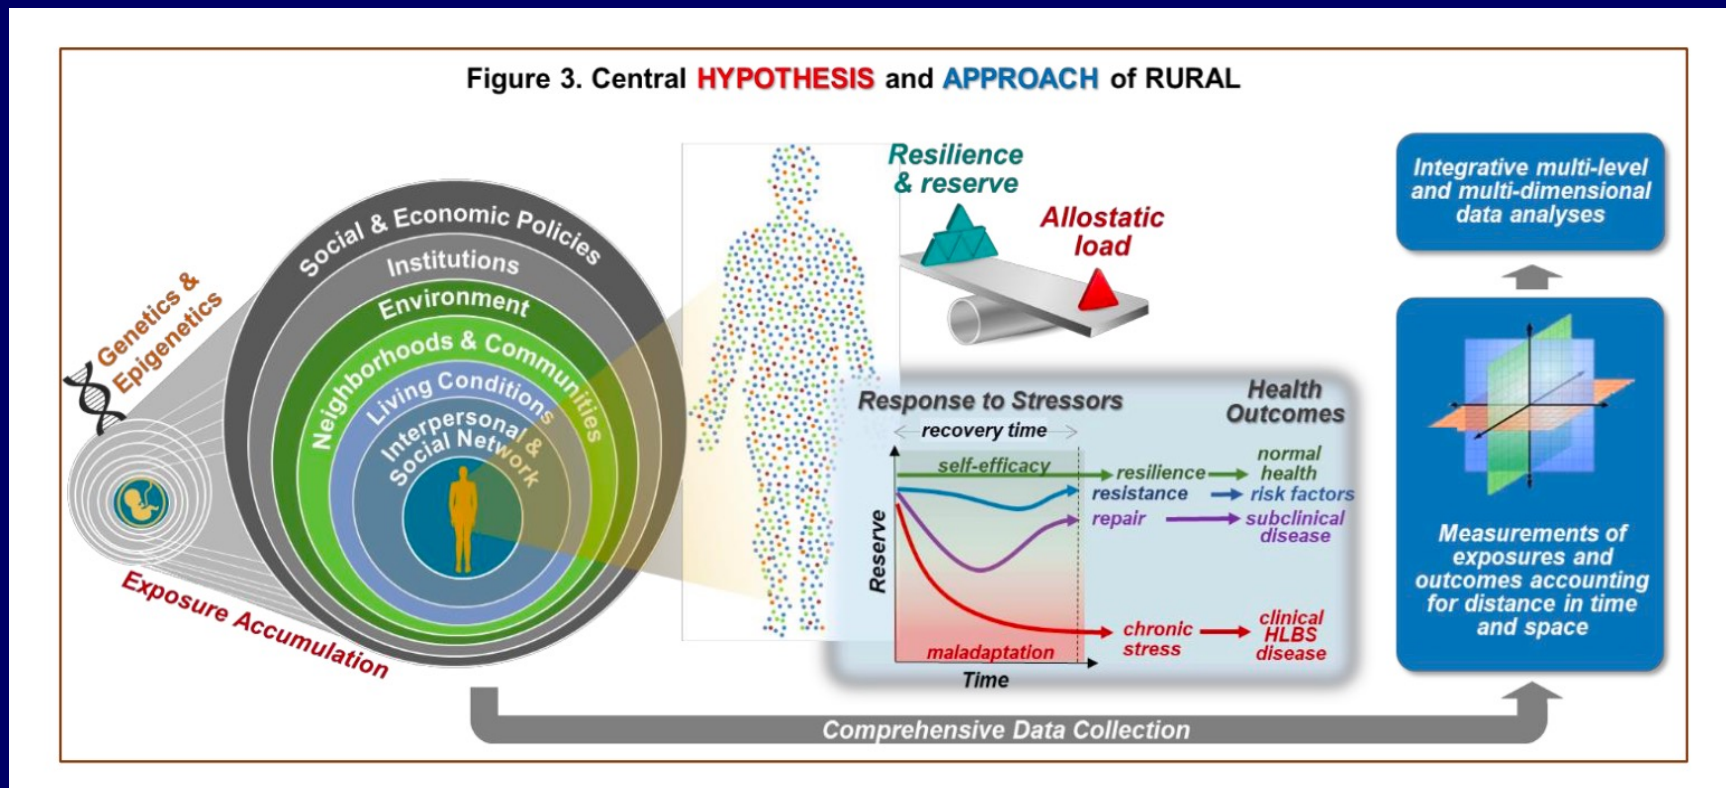 Figure 3. Central HYPOTHESIS and APPROACH of RURAL
Genetics &
Epigenetics
Exposure Accumulation
Social & Economic Policies
Institutions
Environment
Neighborhoods & Communities
Living Conditions
Interpersonal &
Social Network
Resilience
& reserve
Allostatic
load
Response to Stressors
Health
Outcomes
recovery time
Reserve
self-efficacy
resilience
normal
health
resistance
risk factors
repair
subclinical
disease
maladaptation
chronic
stress
clinical
HLBS
disease
Time
Comprehensive Data Collection
Integrative multi-level
and multi-dimensional
data analyses
Measurements of
exposures and
outcomes accounting
for distance in time
and space